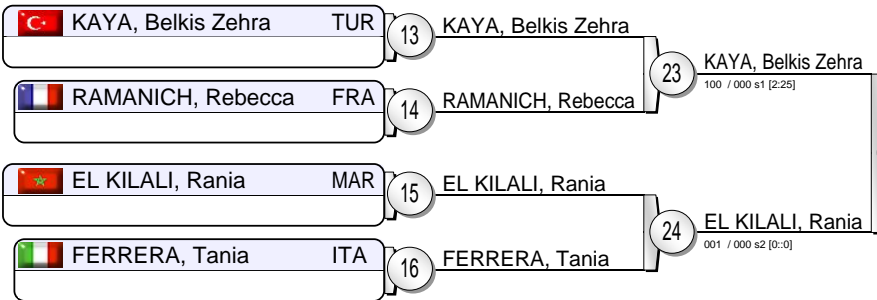 KAYA, Belkis Zehra TUR
13
KAYA, Belkis Zehra
RAMANICH, Rebecca FRA
14
RAMANICH, Rebecca
23
KAYA, Belkis Zehra
100 / 000 s1 [2:25]
EL KILALI, Rania MAR
15
EL KILALI, Rania
FERRERA, Tania ITA
16
FERRERA, Tania
24
EL KILALI, Rania
001 / 000 s2 [0::0]